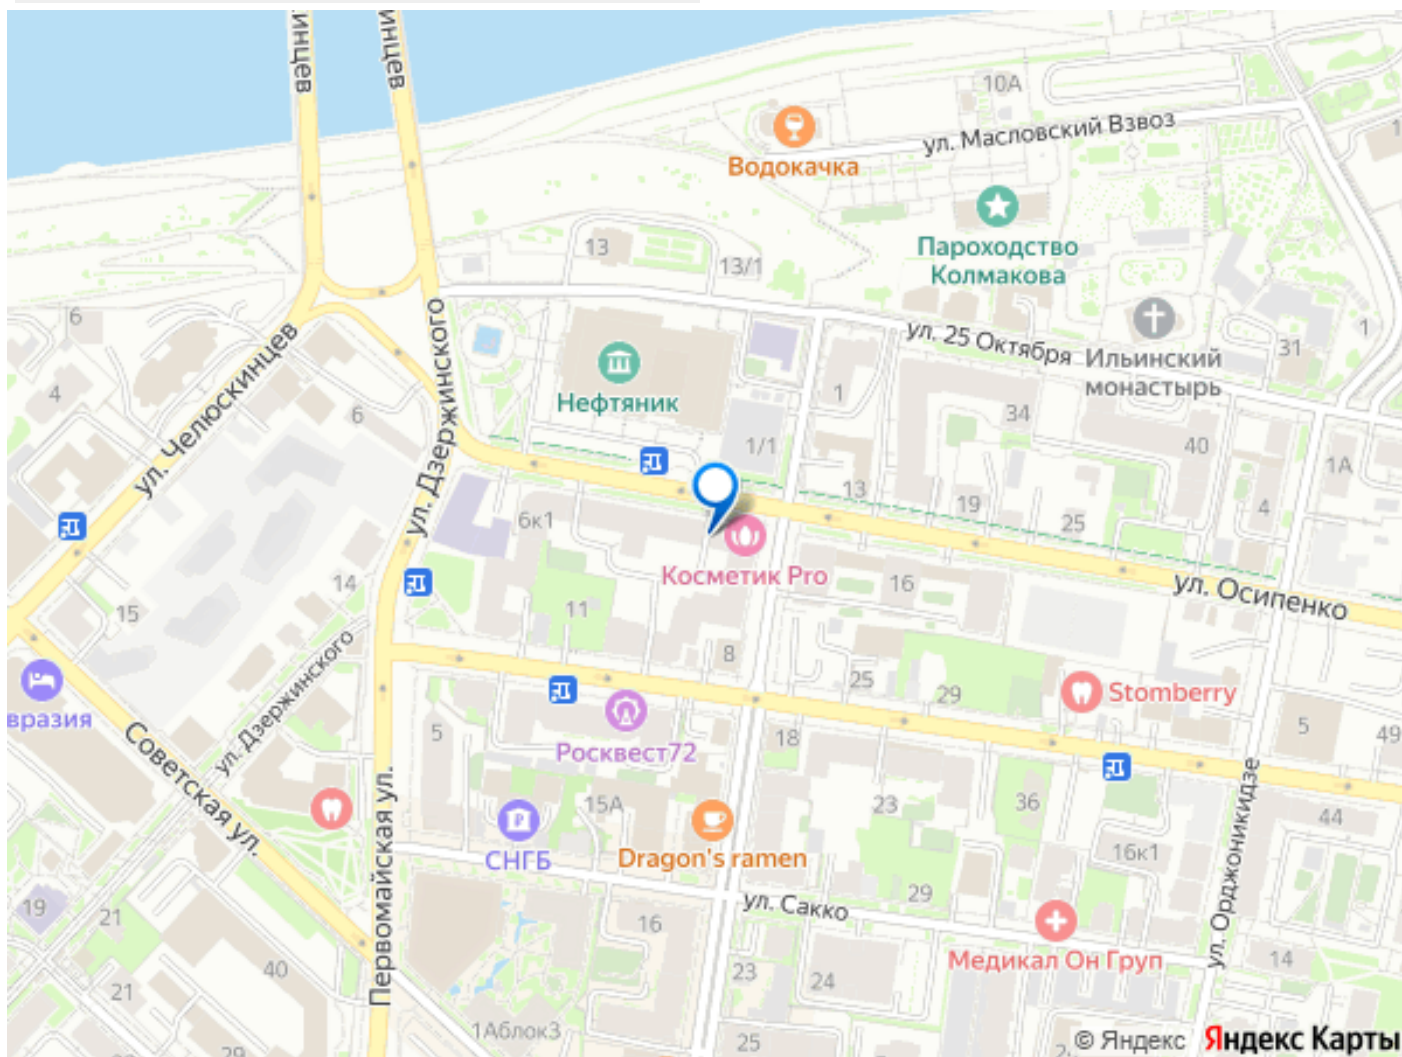 инцев
инцев
10А
ул. Масловский Взвоз
Водокачка
Пароходство
Колмакова
13
13/1
6
ул. Челюскинцев
ул. Дзержинского
ул. 25 Октября
Ильинский
монастырь
1
31
4
6
Нефтяник
1
34
40
1/1
1А
13
19
25
4
6к1
Косметик Pro
16
ул. Осипенко
14
15
11
8
25
29
Stomberry
вразия
ул. Дзержинского
Советская ул.
Первомайская ул.
5
Росквест72
18
5
49
15А
23
36
44
СНГБ
Dragon's ramen
16к1
ул. Орджоникидзе
19
21
16
ул. Сакко
29
Медикал Он Груп
40
21
23
24
14
1Аблок3
25
29
© Яндекс Яндекс Карты